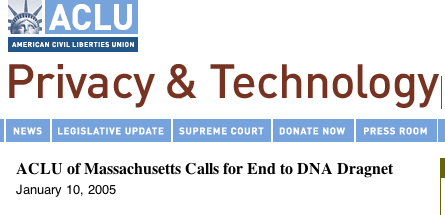 ACLU
AMERICAN CIVIL LIBERTIES UNION
Privacy & Technology
NEWS LEGISLATIVE UPDATE SUPREME COURT DONATE NOW PRESS ROOM
ACLU of Massachusetts Calls for End to DNA Dragnet
January 10, 2005